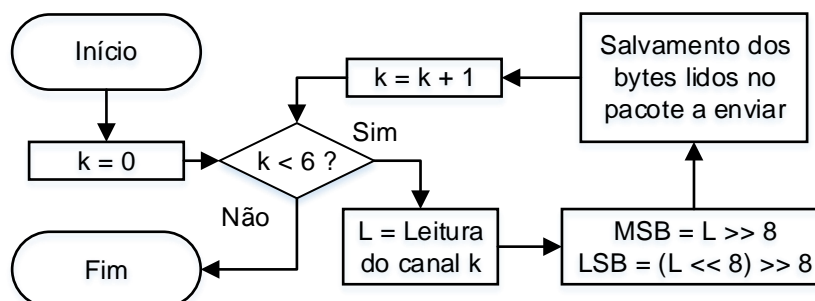 Início
k = 0
k < 6 ?
Sim
Não
Fim
L = Leitura
do canal k
MSB = L >> 8
LSB = (L << 8) >> 8
Salvamento dos
bytes lidos no
pacote a enviar
k = k + 1